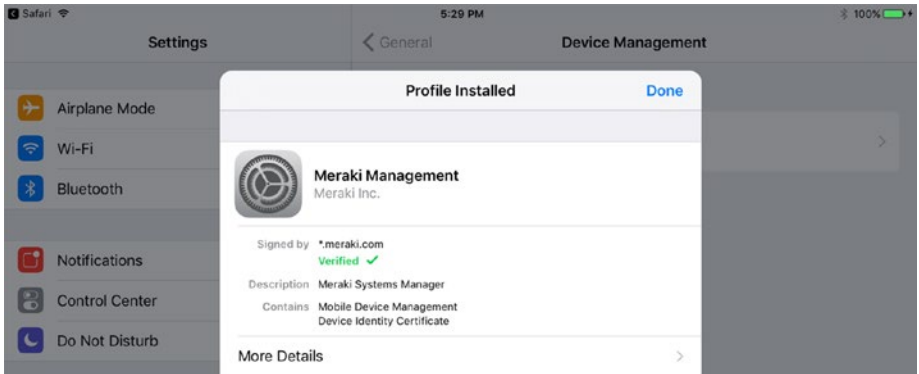 Safari
5:29 PM
100%
Settings
General
Device Management
Profile Installed
Done
Airplane Mode
Wi-Fi
Bluetooth
Meraki Management
Meraki Inc.
Signed by *.meraki.com
Verified
Description Meraki Systems Manager
Contains Mobile Device Management
Device Identity Certificate
Notifications
Control Center
Do Not Disturb
More Details